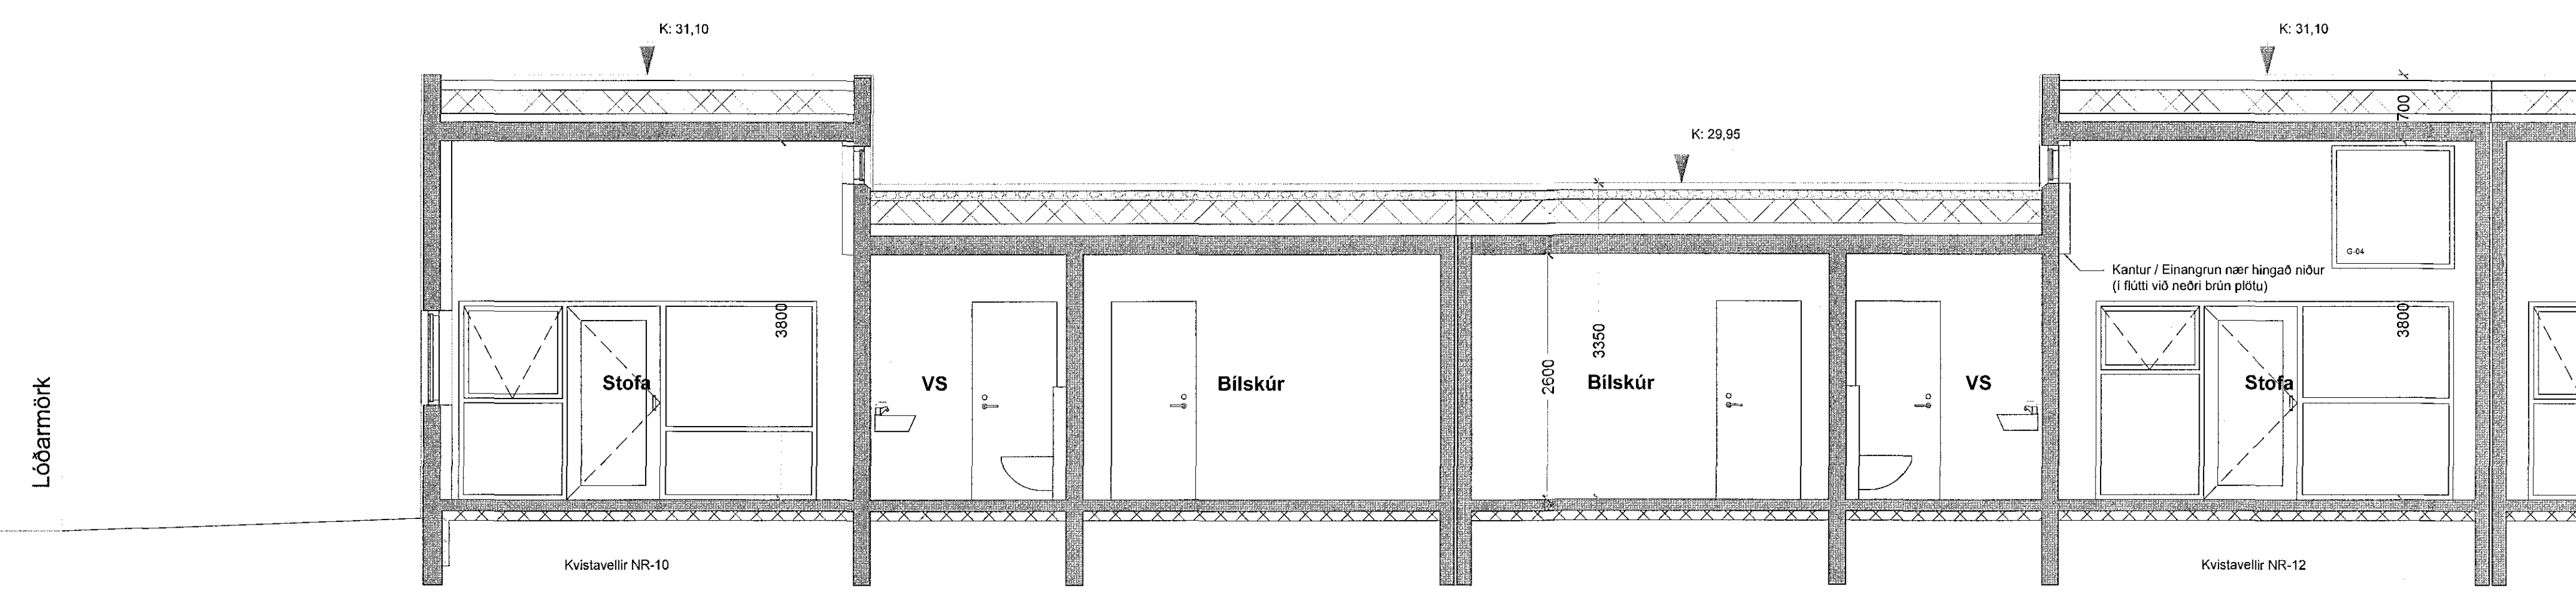 K: 31,10
K: 31,10
700
K: 29,95
G-04
Kantur / Einangrun nær hingað niður
(í flútti við neðri brún plötu)
3800
3350
2600
3800
Lóðarmörk
Stofa
VS
Bílskúr
Bílskúr
VS
Stofa
Kvistavellir NR-10
Kvistavellir NR-12